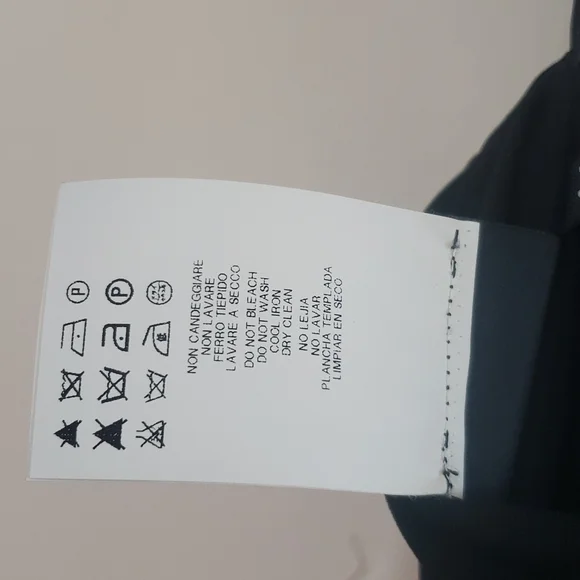 NON CANDEGGIARE
NON LAVARE
FERRO TIEPIDO
LAVARE A SECCO
DO NOT BLEACH
DO NOT WASH
COOL IRON
DRY CLEAN
NO LEJIA
NO LAVAR
PLANCHA TEMPLADA
LIMPIAR EN SECO
P
P